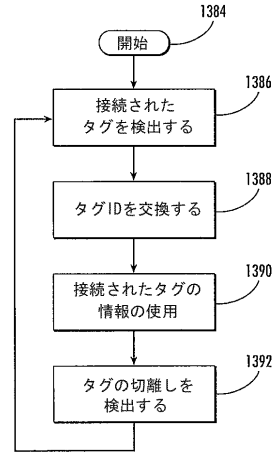 1384
開始
1386
接続された
タグを検出する
1388
タグIDを交換する
1390
接続されたタグの
情報の使用
1392
タグの切離しを
検出する